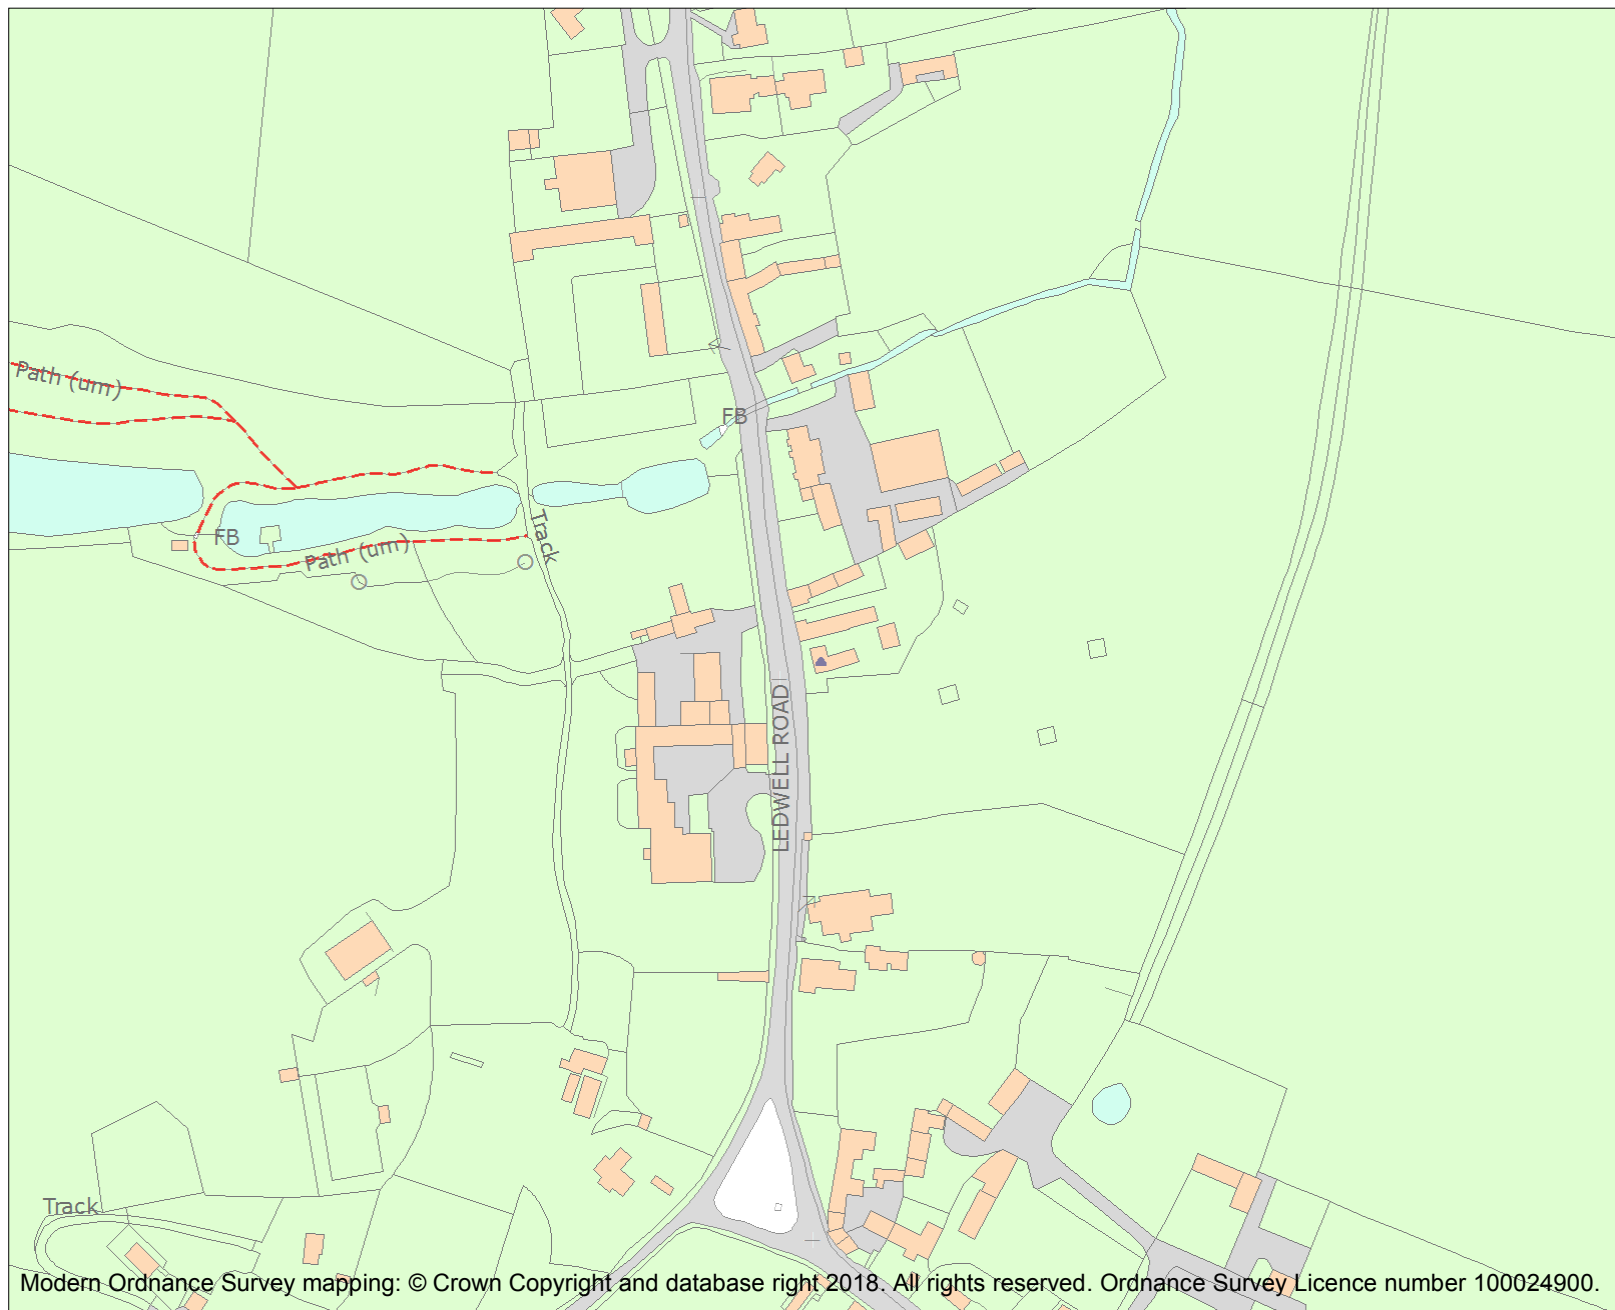 Path (um)
FB
FB
Track
Path (um)
LEDWELL ROAD
Track
Modern Ordnance Survey mapping: © Crown Copyright and database right 2018. All rights reserved. Ordnance Survey Licence number 100024900.